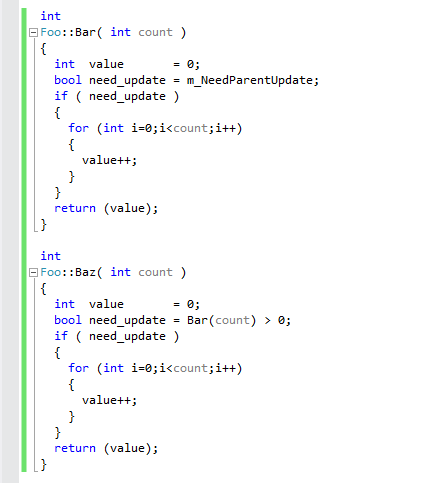 int
Foo::Bar( int count )
{
  int  value       = 0;
  bool need_update = m_NeedParentUpdate;
  if ( need_update )
  {
    for (int i=0;i<count;i++)
    {
      value++;
    }
  }
  return (value);
}

int
Foo::Baz( int count )
{
  int  value       = 0;
  bool need_update = Bar(count) > 0;
  if ( need_update )
  {
    for (int i=0;i<count;i++)
    {
      value++;
    }
  }
  return (value);
}